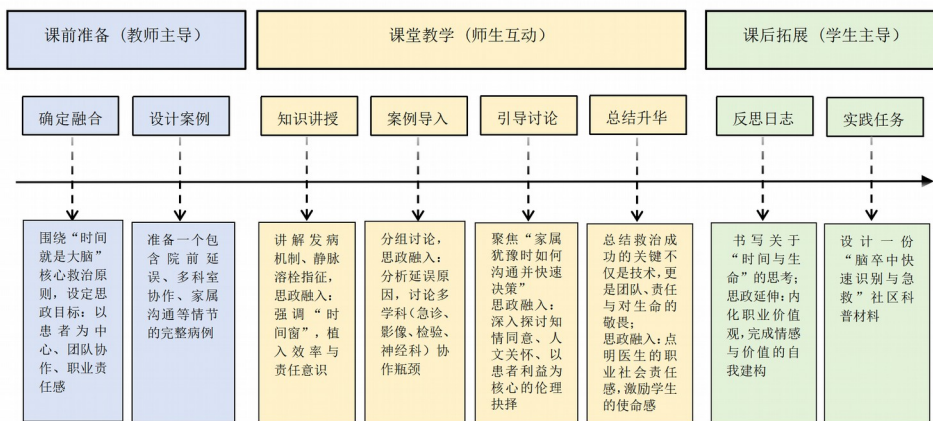 课前准备（教师主导）
课堂教学（师生互动）
课后拓展（学生主导）
确定融合
设计案例
知识讲授
案例导入
引导讨论
总结升华
反思日志
实践任务
围绕“时间
就是大脑”
核心救治原
则，设定思
政目标：以
患者为中
心、团队协
作、职业责
任感
准备一个包
含院前延
误、多科室
协作、家属
沟通等情节
的完整病例
讲解发病
机制、静脉
溶栓指征，
思政融入：
强调“时
间窗”，植
入效率与
责任意识
分组讨论，
思政融入：
分析延误原
因，讨论多
学科（急诊、
影像、检验、
神经科）协
作瓶颈
聚焦“家属
犹豫时如何
沟通并快速
决策”
思政融入：
深入探讨知
情同意、人
文关怀、以
患者利益为
核心的伦理
抉择
总结救治成
功的关键不
仅是技术，更
是团队、责任
与对生命的
敬畏；
思政融入：点
明医生的职
业社会责任
感，激励学生
的使命感
书写关于
“时间与生
命”的思考；
思政延伸：内
化职业价值
观，完成情感
与价值的自
我建构
设计一份
“脑卒中快
速识别与急
救”社区科
普材料